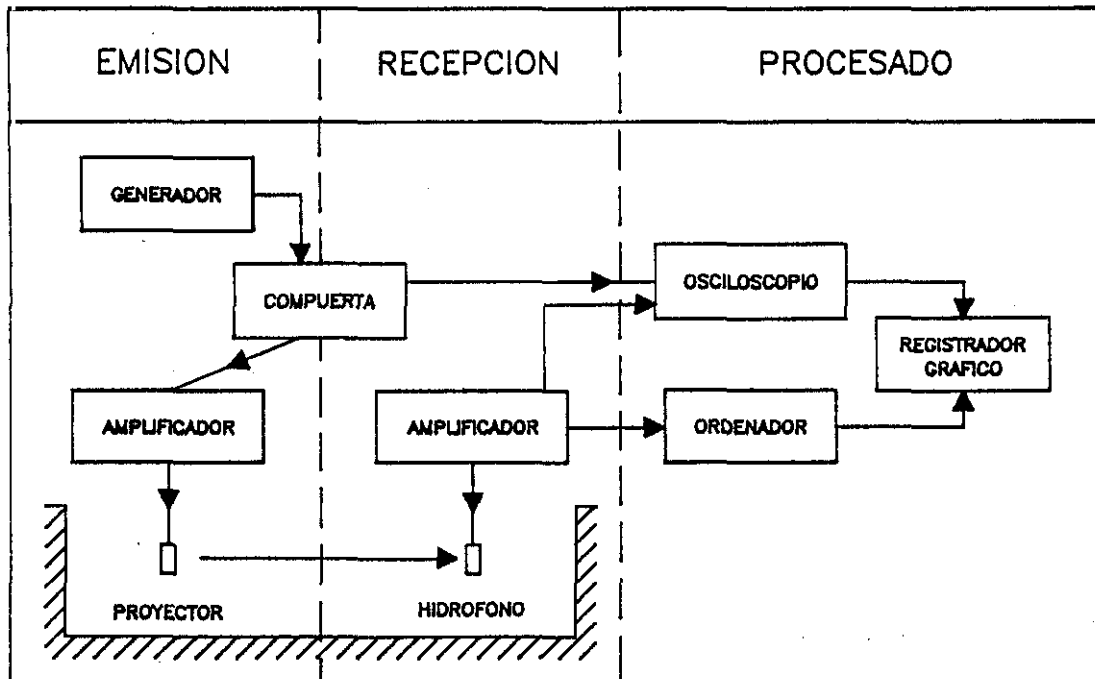 EMISION
RECEPCION
PROCESADO
GENERADOR
COMPUERTA
OSCILOSCOPIO
REGISTRADOR
GRAFICO
AMPLIFICADOR
AMPLIFICADOR
ORDENADOR
PROYECTOR
HIDROFONO